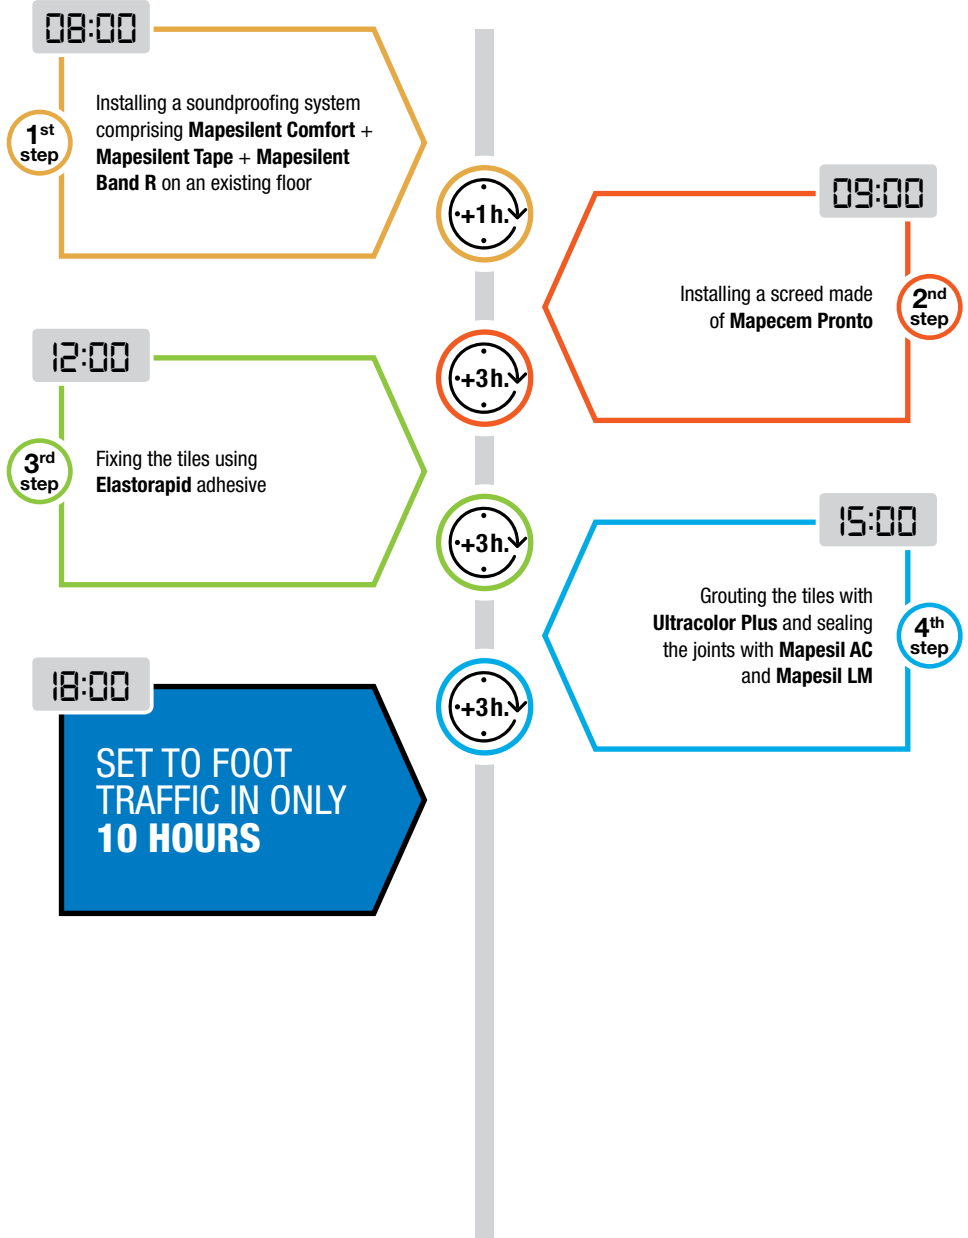 08:00
1st
step
Installing a soundproofing system
comprising Mapesilent Comfort +
Mapesilent Tape + Mapesilent
Band R on an existing floor
+1h.
09:00
2nd
step
Installing a screed made
of Mapecem Pronto
+3h.
12:00
3rd
step
Fixing the tiles using
Elastorapid adhesive
+3h.
15:00
4th
step
Grouting the tiles with
Ultracolor Plus and sealing
the joints with Mapesil AC
and Mapesil LM
+3h.
18:00
SET TO FOOT
TRAFFIC IN ONLY
10 HOURS